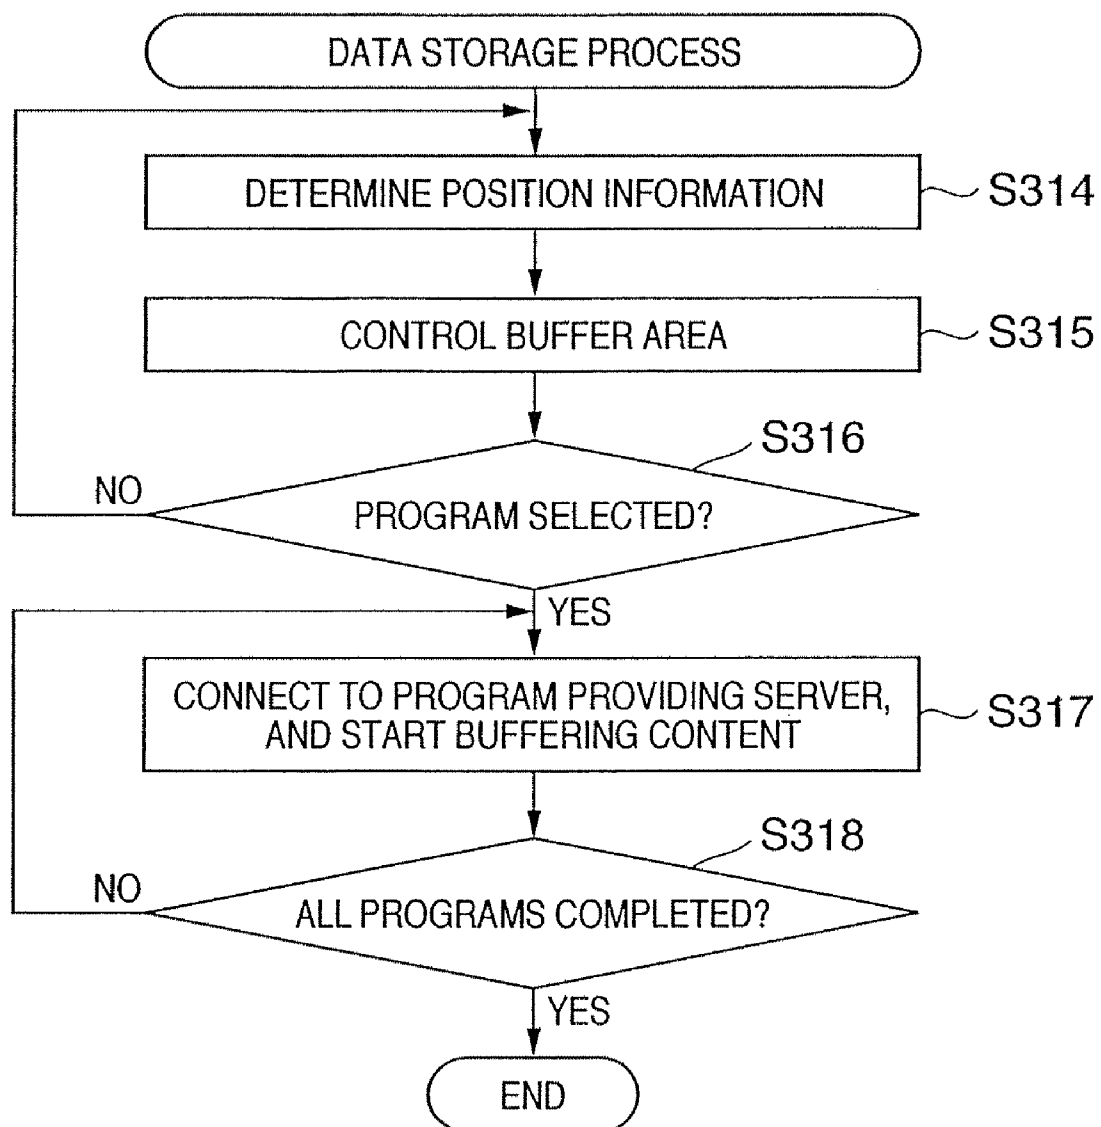 DATA STORAGE PROCESS
DETERMINE POSITION INFORMATION
S314
CONTROL BUFFER AREA
S315
S316
NO
PROGRAM SELECTED?
YES
CONNECT TO PROGRAM PROVIDING SERVER,
AND START BUFFERING CONTENT
S317
S318
NO
ALL PROGRAMS COMPLETED?
YES
END